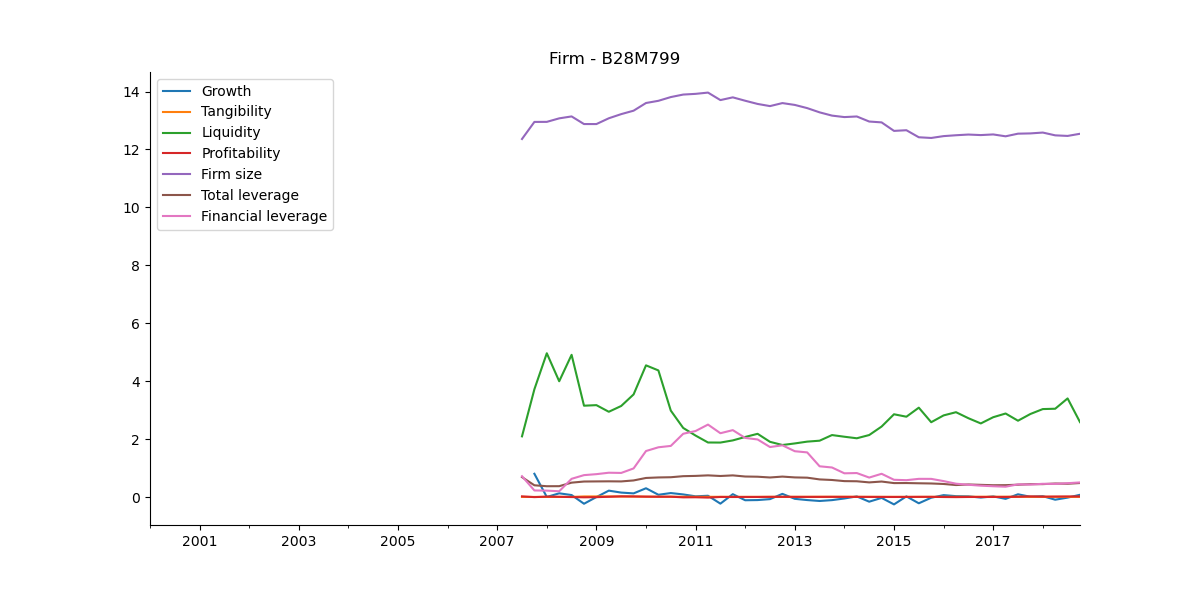 Firm - B28M799
Growth
Tangibility
Liquidity
Profitability
Firm size
Total leverage
Financial leverage
14
12
10
8
6
4
2
0
2001 2003 2005 2007 2009 2011 2013 2015 2017